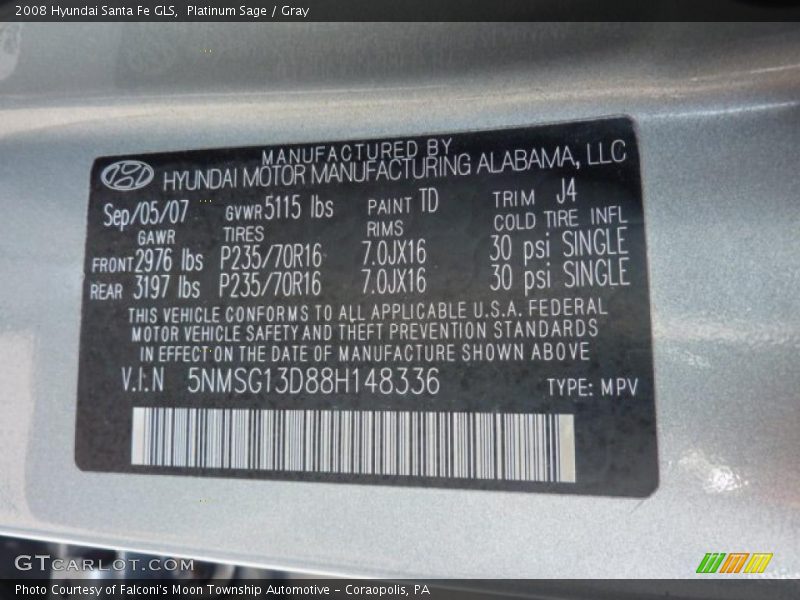 2008 Hyundai Santa Fe GLS, Platinum Sage / Gray
MANUFACTURED BY
HYUNDAI MOTOR MANUFACTURING ALABAMA, LLC
Sep/05/07 GVWR 5115 lbs PAINT TD TRIM J4
GAWR TIRES RIMS COLD TIRE INFL
FRONT 2976 lbs P235/70R16 7.0JX16 30 psi SINGLE
REAR 3197 lbs P235/70R16 7.0JX16 30 psi SINGLE
THIS VEHICLE CONFORMS TO ALL APPLICABLE U.S.A. FEDERAL
MOTOR VEHICLE SAFETY AND THEFT PREVENTION STANDARDS
IN EFFECT ON THE DATE OF MANUFACTURE SHOWN ABOVE
V.I.N 5NMSG13D88H148336 TYPE: MPV
GTCARLOT.COM
Photo Courtesy of Falconi's Moon Township Automotive - Coraopolis, PA